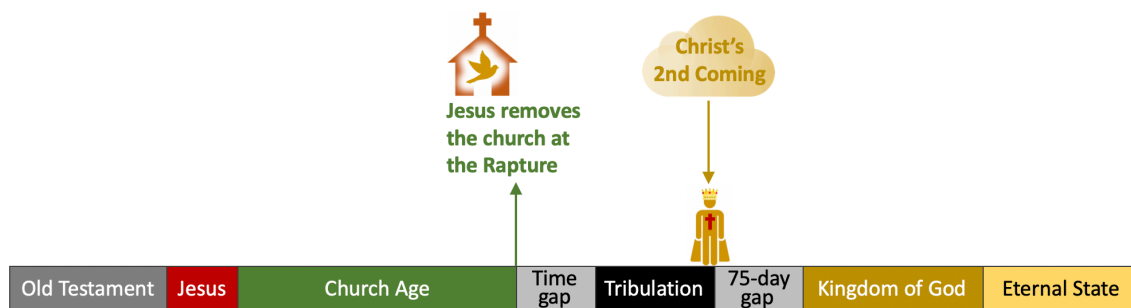 Christ's
2nd Coming
Jesus removes
the church at
the Rapture
Old Testament
Jesus
Church Age
Time
gap
Tribulation
75-day
gap
Kingdom of God
Eternal State